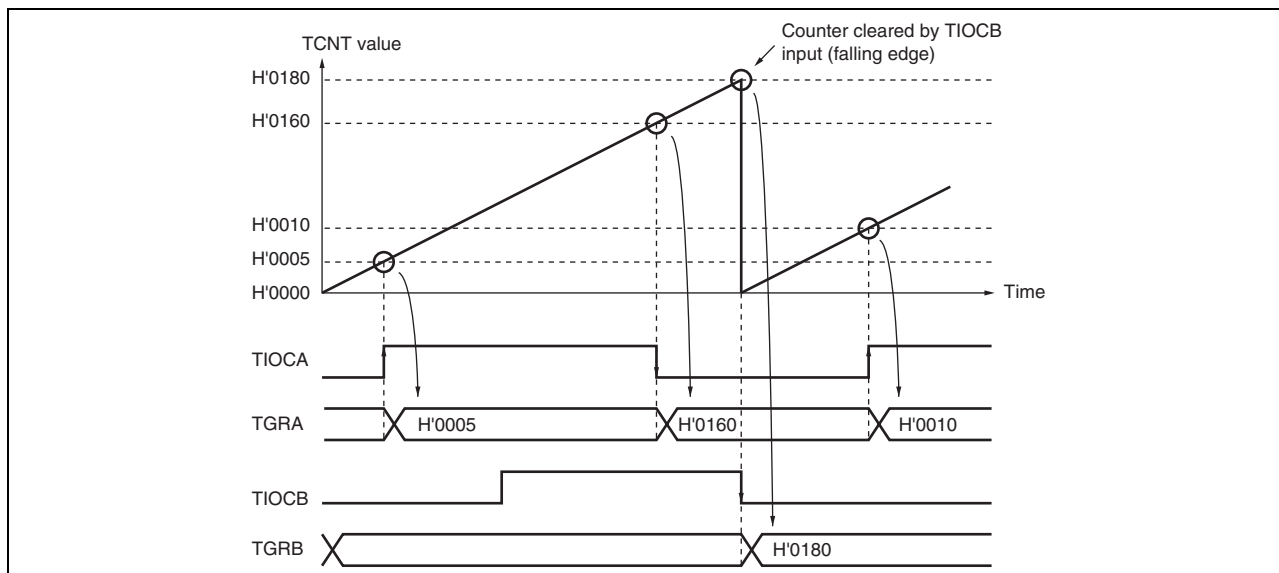 Counter cleared by TIOCB
input (falling edge)
TCNT value
H'0180
H'0160
H'0010
H'0005
H'0000
Time
TIOCA
TGRA
H'0005
H'0160
H'0010
TIOCB
TGRB
H'0180